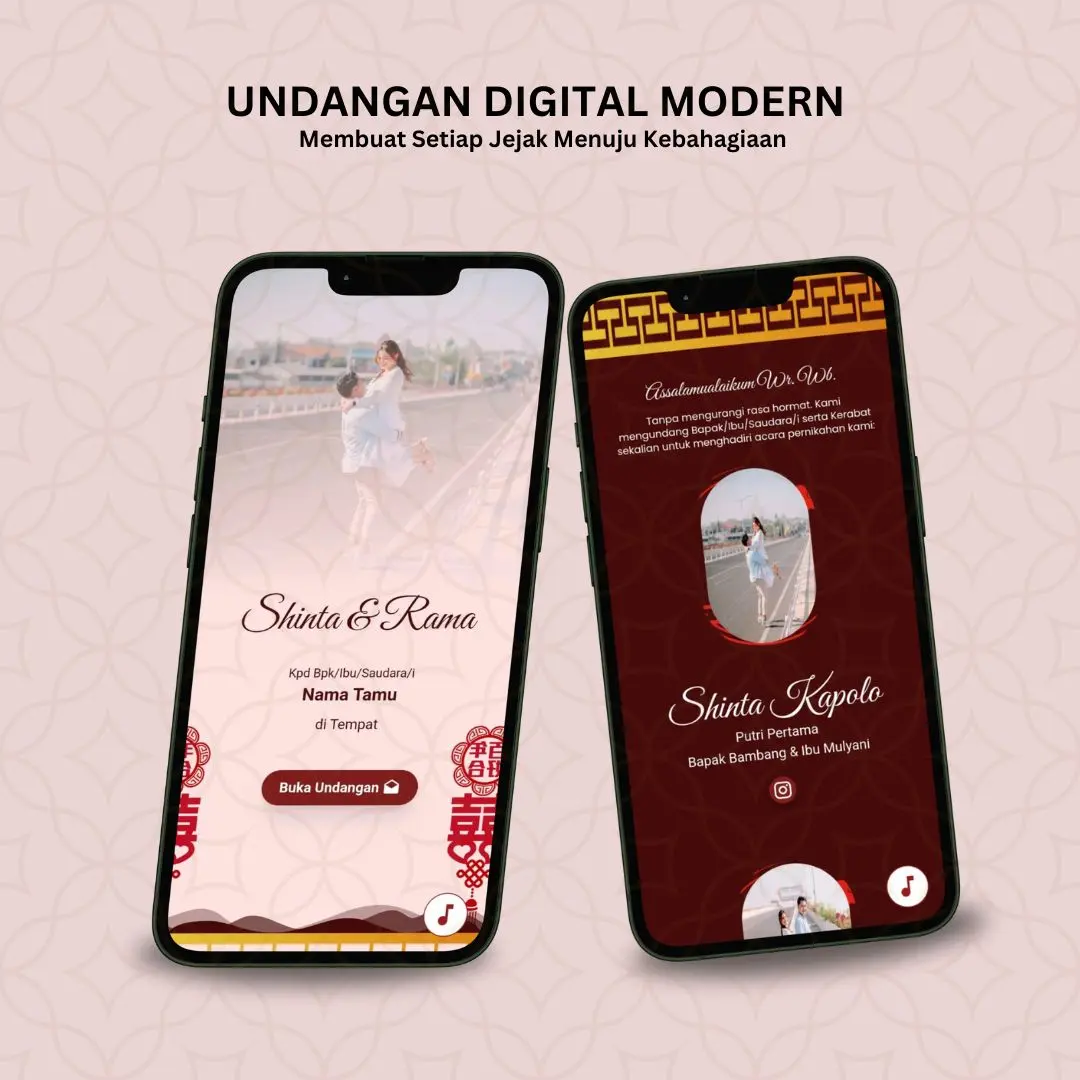 UNDANGAN DIGITAL MODERN
Membuat Setiap Jejak Menuju Kebahagiaan
Shinta & Rama
Kpd Bpk/Ibu/Saudara/i
Nama Tamu
di Tempat
Buka Undangan
囍
Assalamualaikum Wr. Wb.
Tanpa mengurangi rasa hormat. Kami
mengundang Bapak/Ibu/Saudara/i serta Kerabat
sekalian untuk menghadiri acara pernikahan kami:
Shinta Kapolo
Putri Pertama
Bapak Bambang & Ibu Mulyani